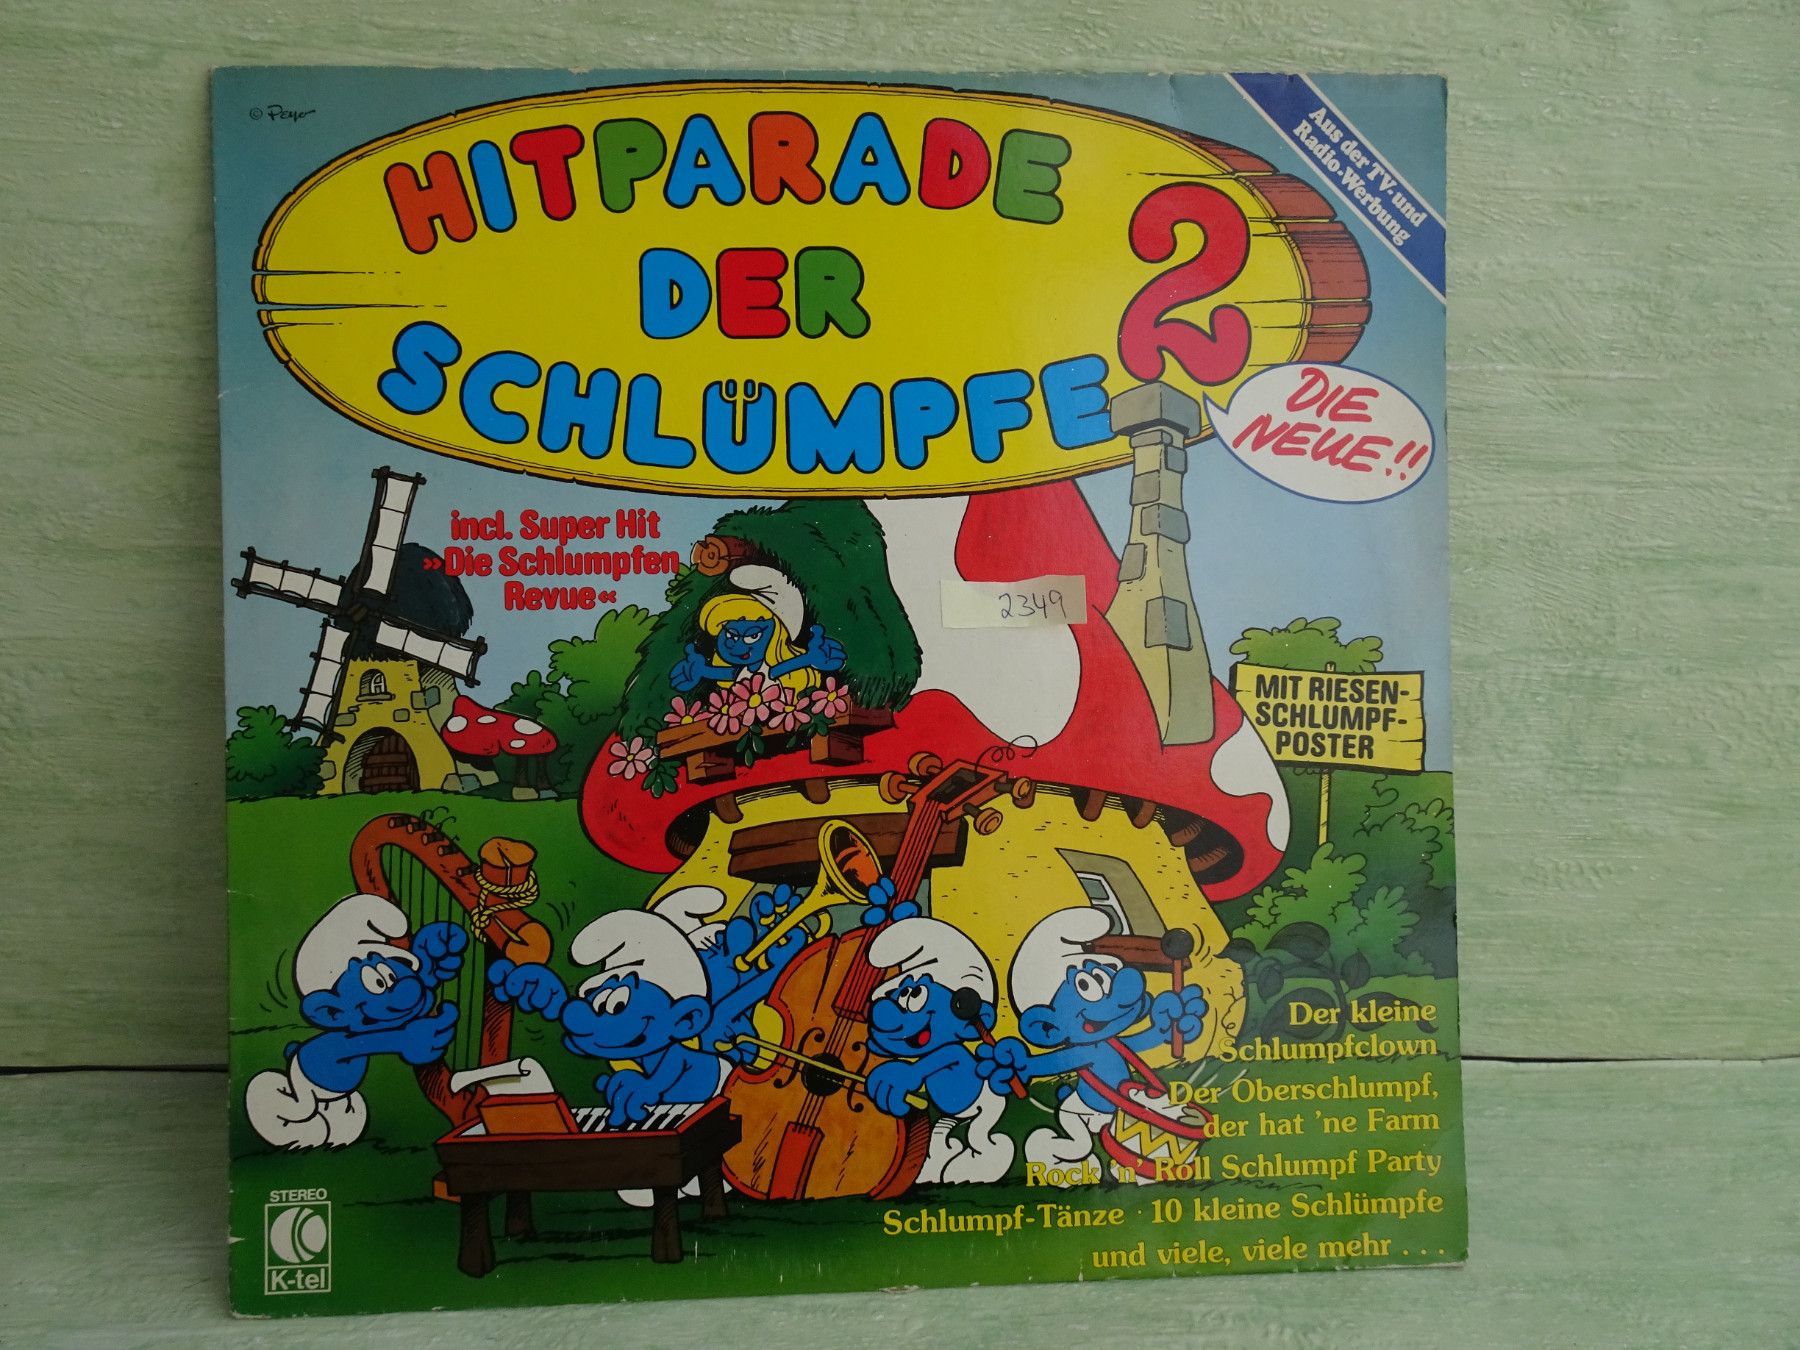 © Peyo
HITPARADE
DER
SCHLÜMPFE
2
Aus der TV- und
Radio-Werbung
DIE
NEUE!!
incl. Super Hit
»Die Schlumpfen
Revue«
2349
MIT RIESEN-
SCHLUMPF-
POSTER
Der kleine
Schlumpfclown
Der Oberschlumpf,
der hat 'ne Farm
Rock 'n' Roll Schlumpf Party
Schlumpf-Tänze · 10 kleine Schlümpfe
und viele, viele mehr . . .
STEREO
K-tel